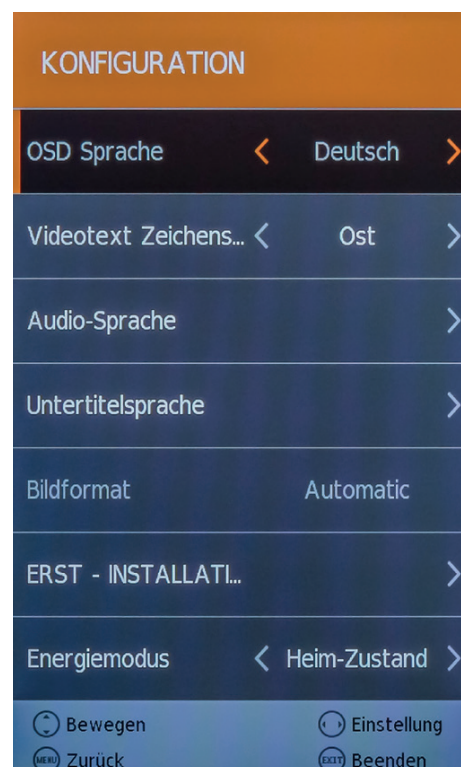 KONFIGURATION
OSD Sprache < Deutsch >
Videotext Zeichens... < Ost >
Audio-Sprache >
Untertitelsprache >
Bildformat Automatic
ERST - INSTALLATI... >
Energiemodus < Heim-Zustand >
Bewegen Einstellung
MENU Zurück EXIT Beenden